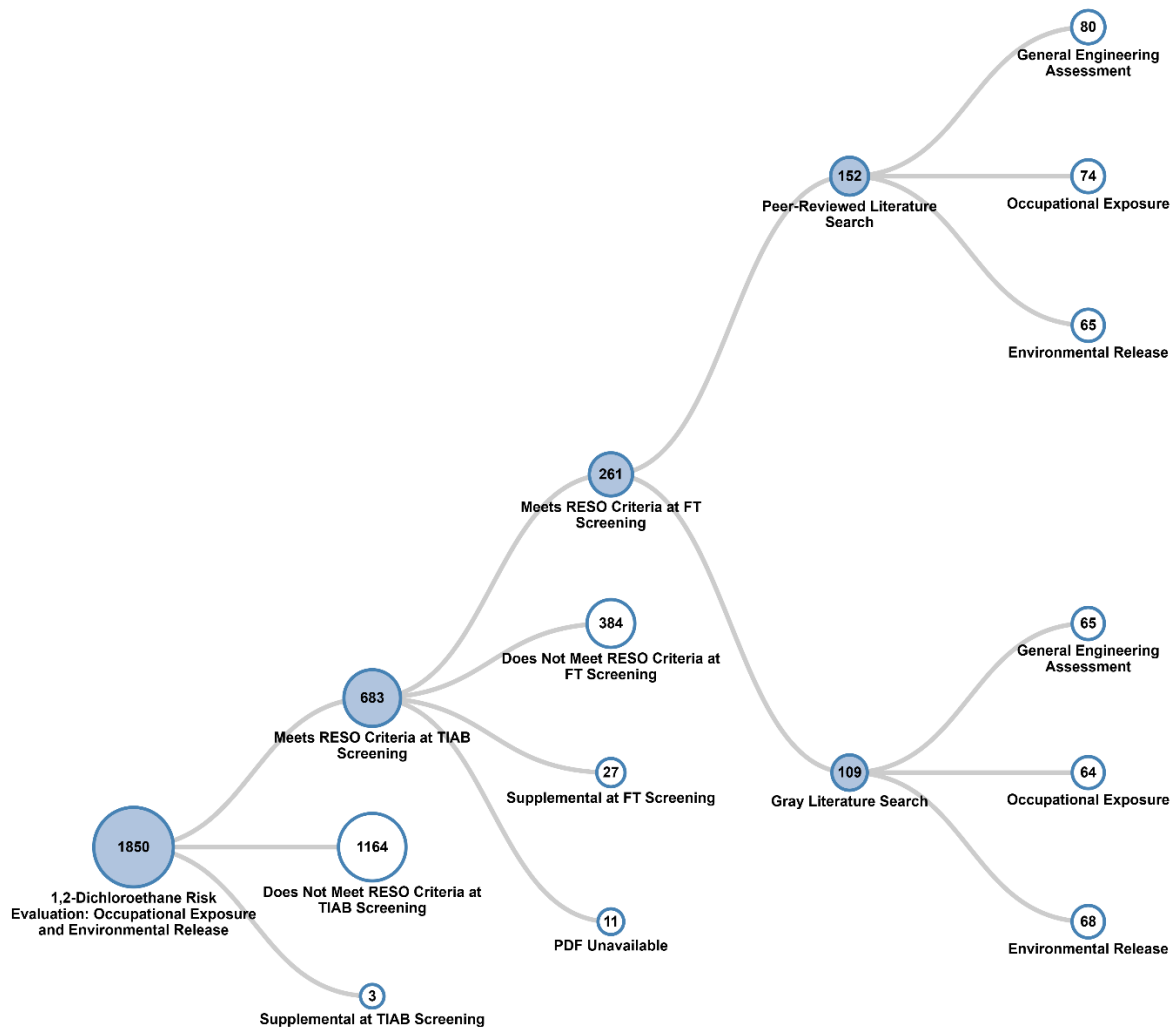 80
General Engineering
Assessment
152
Peer-Reviewed Literature
Search
74
Occupational Exposure
65
Environmental Release
261
Meets RESO Criteria at FT
Screening
384
Does Not Meet RESO Criteria at
FT Screening
65
General Engineering
Assessment
683
Meets RESO Criteria at TIAB
Screening
27
Supplemental at FT Screening
109
Gray Literature Search
64
Occupational Exposure
1850
1,2-Dichloroethane Risk
Evaluation: Occupational Exposure
and Environmental Release
1164
Does Not Meet RESO Criteria at
TIAB Screening
11
PDF Unavailable
68
Environmental Release
3
Supplemental at TIAB Screening